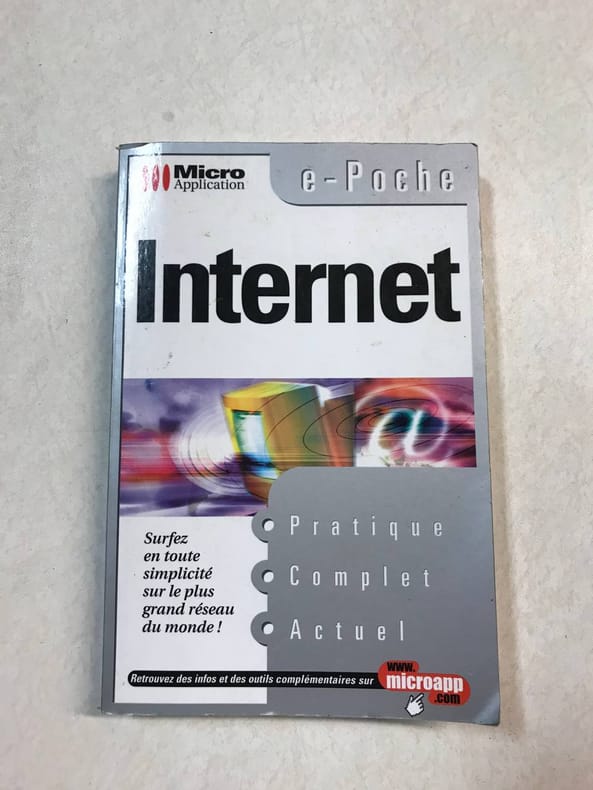 Micro
Application
e-Poche
Internet
@
Surfez
en toute
simplicité
sur le plus
grand réseau
du monde !
Pratique
Complet
Actuel
Retrouvez des infos et des outils complémentaires sur
www.
microapp
.com